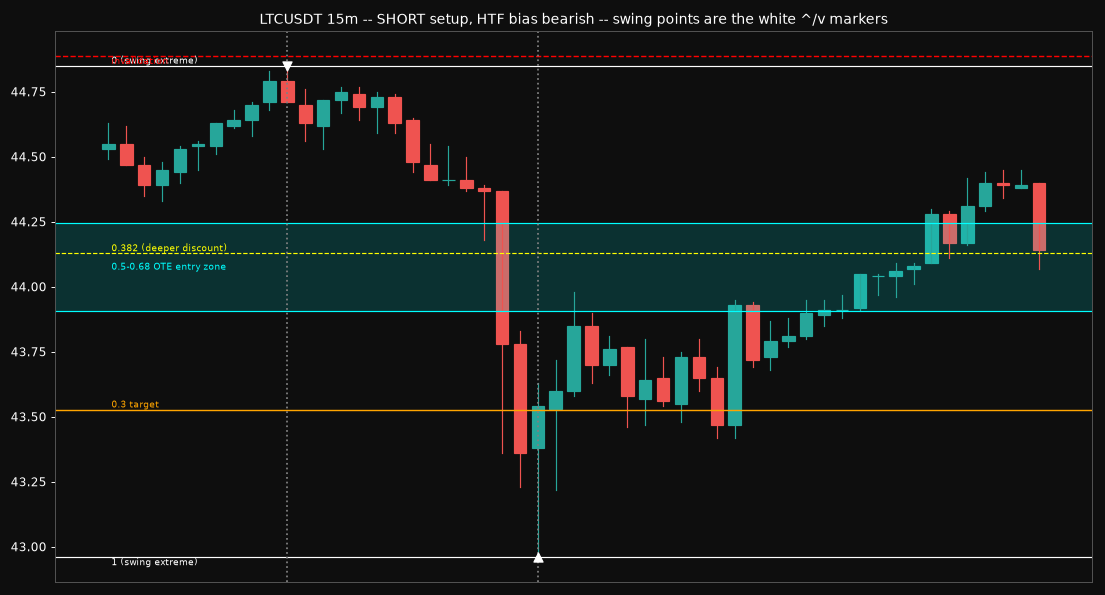 LTCUSDT 15m -- SHORT setup, HTF bias bearish -- swing points are the white ^/v markers
0 (swing extreme)
44.75
44.50
44.25
0.382 (deeper discount)
0.5-0.68 OTE entry zone
44.00
43.75
0.3 target
43.50
43.25
43.00
1 (swing extreme)